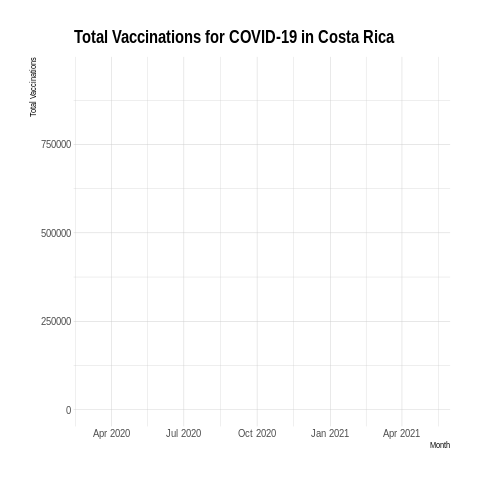 Total Vaccinations for COVID-19 in Costa Rica
Total Vaccinations
750000
500000
250000
0
Apr 2020 Jul 2020 Oct 2020 Jan 2021 Apr 2021
Month